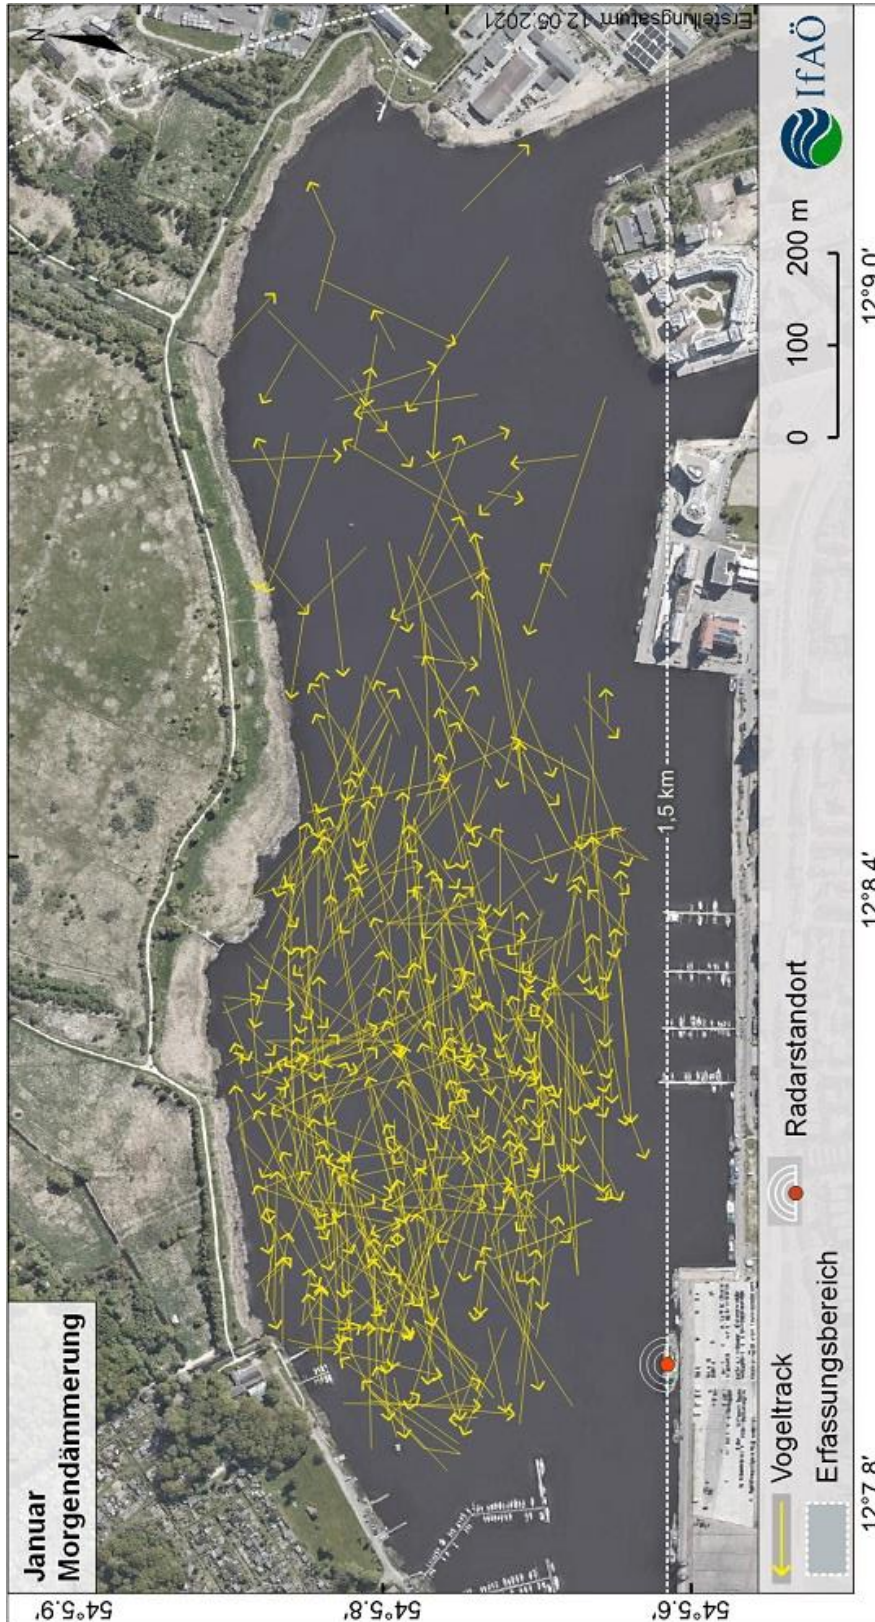 Januar
Morgendämmerung
N
Erstellungsatum: 12.05.2021
1,5 km
Vogeltrack
Erfassungsbereich
Radarstandort
0 100 200 m
IfAÖ
54°5.9'
54°5.8'
54°5.6'
12°7.8'
12°8.4'
12°9.0'